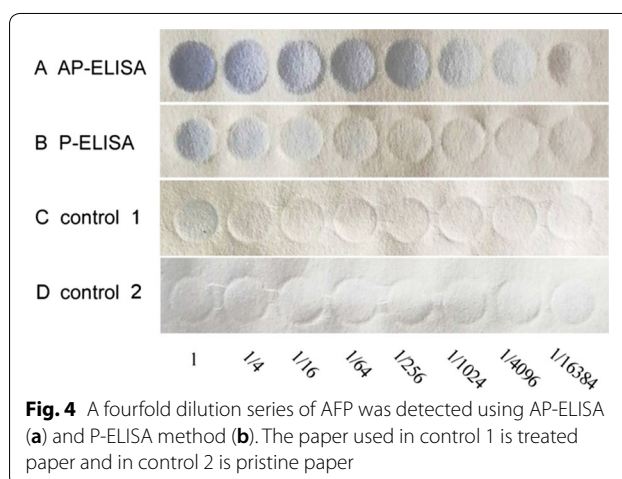 A AP-ELISA
B P-ELISA
C control 1
D control 2
1 1/4 1/16 1/64 1/256 1/1024 1/4096 1/16384
Fig. 4 A fourfold dilution series of AFP was detected using AP-ELISA
(a) and P-ELISA method (b). The paper used in control 1 is treated
paper and in control 2 is pristine paper